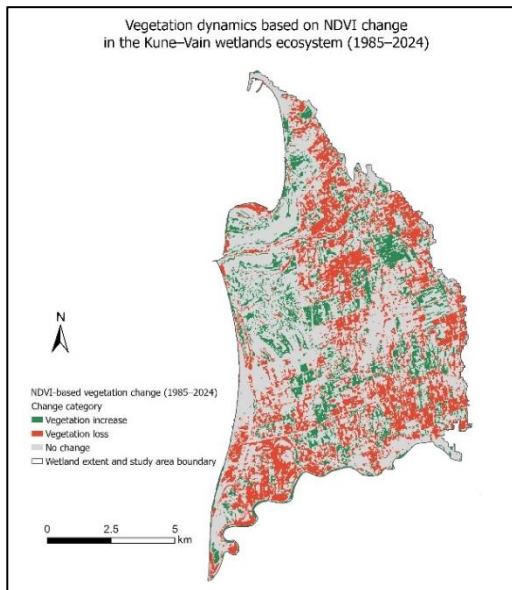 Vegetation dynamics based on NDVI change
in the Kune–Vain wetlands ecosystem (1985–2024)
N
NDVI-based vegetation change (1985–2024)
Change category
Vegetation increase
Vegetation loss
No change
Wetland extent and study area boundary
0 2.5 5
km